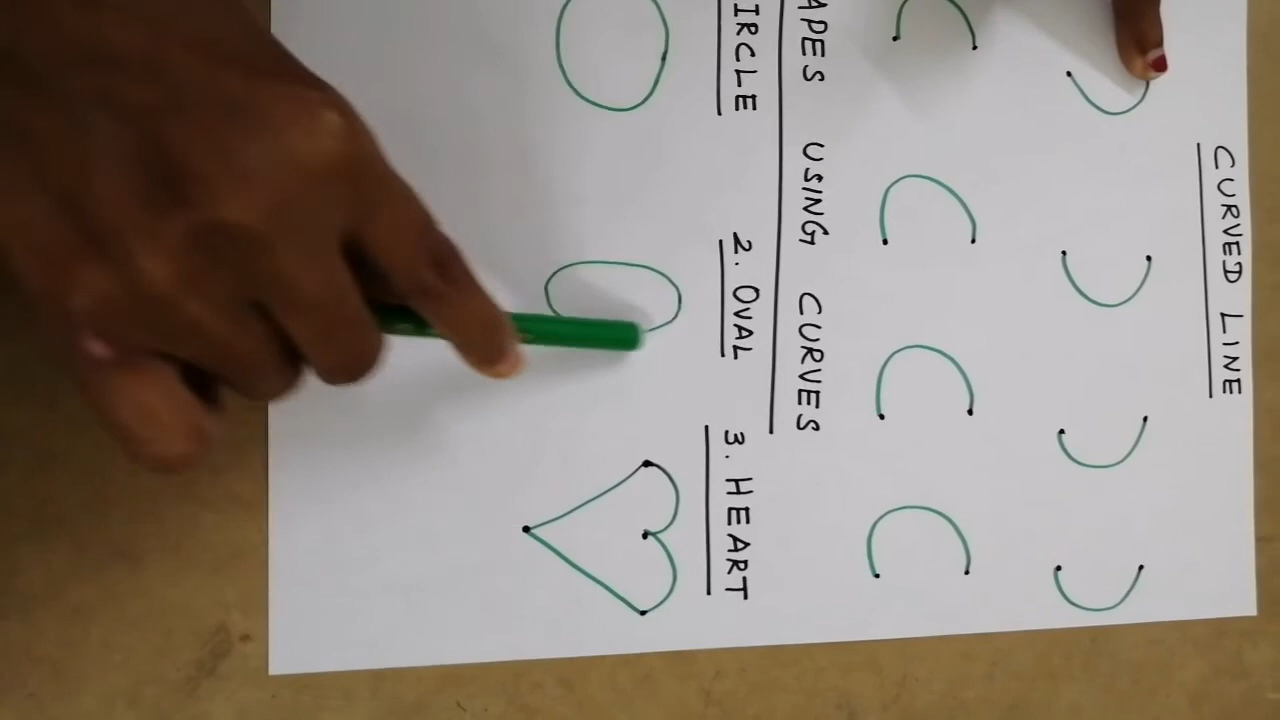 CURVED LINE
APES USING CURVES
IRCLE
2. OVAL
3. HEART